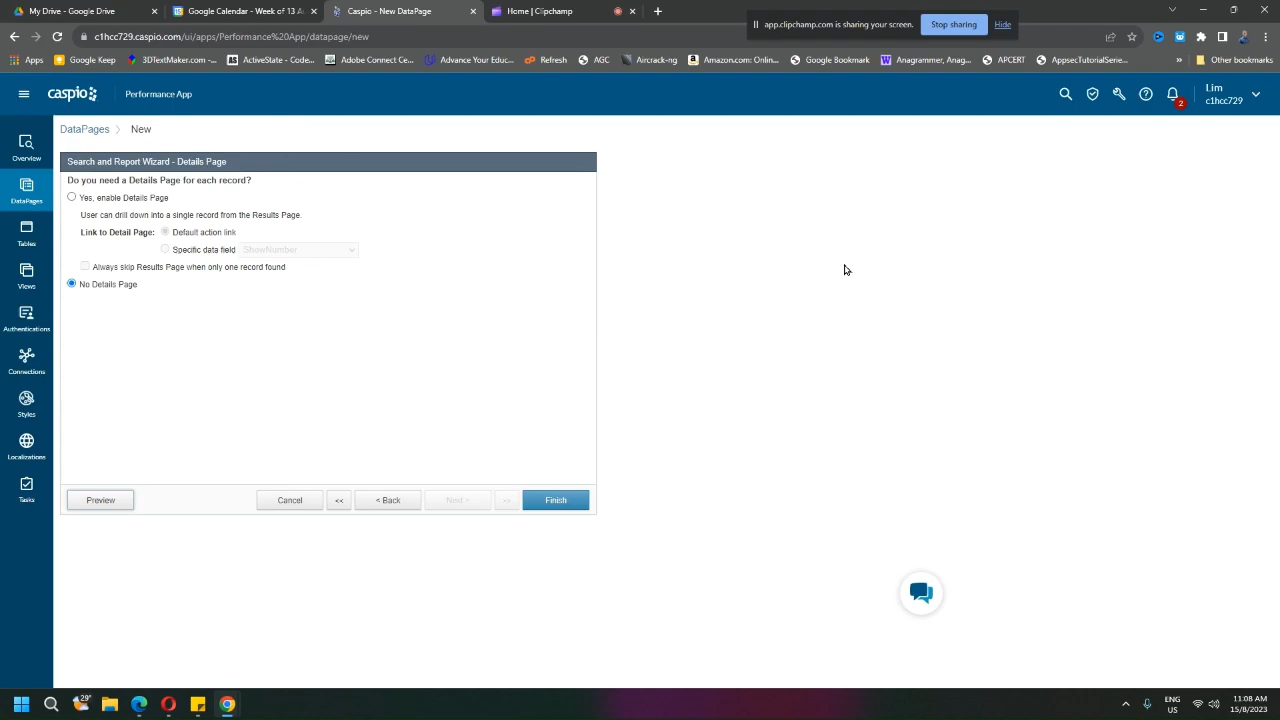 My Drive - Google Drive
Google Calendar - Week of 13 Au
Caspio - New DataPage
Home | Clipchamp
app.clipchamp.com is sharing your screen.
Stop sharing
Hide
c1hcc729.caspio.com/ui/apps/Performance%20App/datapage/new
Apps
Google Keep
3DTextMaker.com -...
AS ActiveState - Code...
Adobe Connect Ce...
Advance Your Educ...
Refresh
AGC
Aircrack-ng
Amazon.com: Onlin...
Google Bookmark
Anagrammer, Anag...
APCERT
AppsecTutorialSerie...
»
Other bookmarks
caspio
Performance App
2
Lim
c1hcc729
DataPages
New
Overview
DataPages
Tables
Views
Authentications
Connections
Styles
Localizations
Tasks
Search and Report Wizard - Details Page
Do you need a Details Page for each record?
Yes, enable Details Page
User can drill down into a single record from the Results Page.
Link to Detail Page: Default action link
Specific data field ShowNumber
Always skip Results Page when only one record found
No Details Page
Preview
Cancel
<<
< Back
Next >
>>
Finish
29°
ENG
US
11:08 AM
15/8/2023